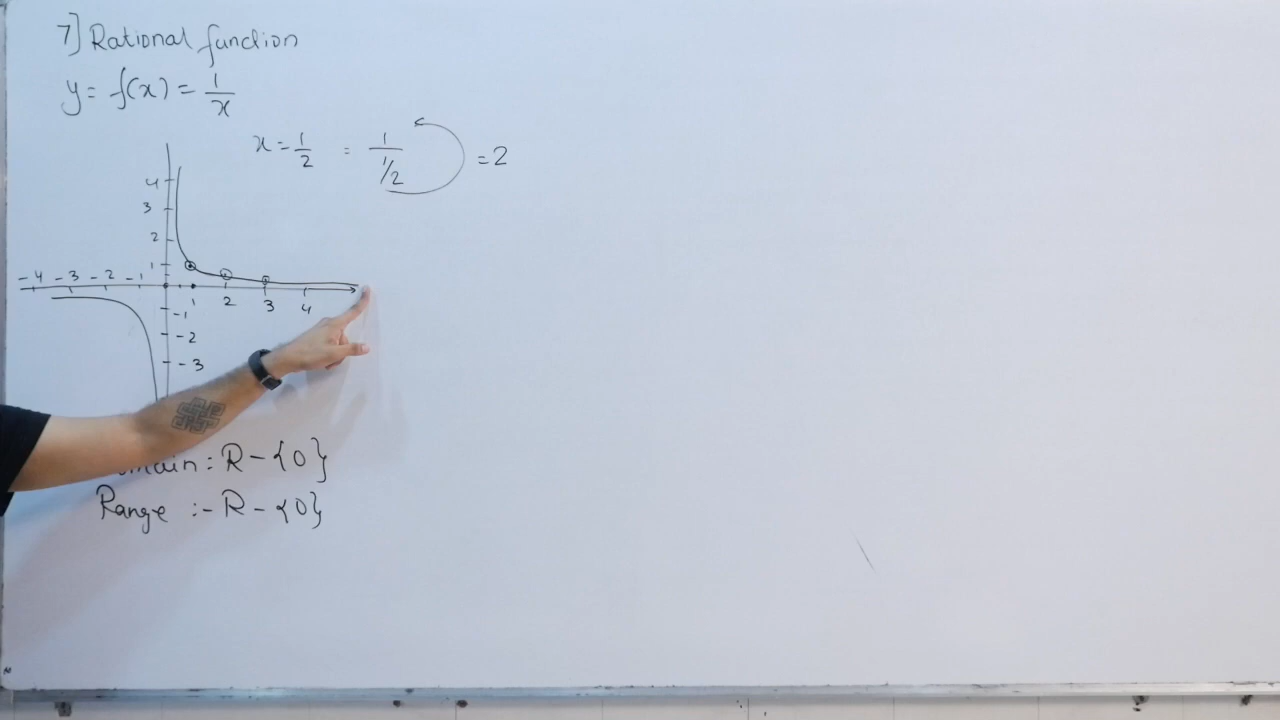 7] Rational function
y = f(x) = 1/x
x = 1/2 = 1/(1/2) = 2
4
3
2
1
-4 -3 -2 -1
1 2 3 4
-1
-2
-3
: R - {0}
Range :- R - {0}